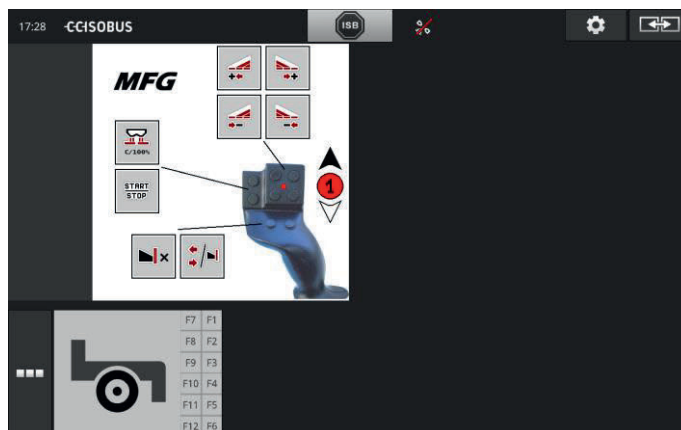 17:28 CCISOBUS ISB
MFG
C/100%
START
STOP
1
F7 F1
F8 F2
F9 F3
F10 F4
F11 F5
F12 F6